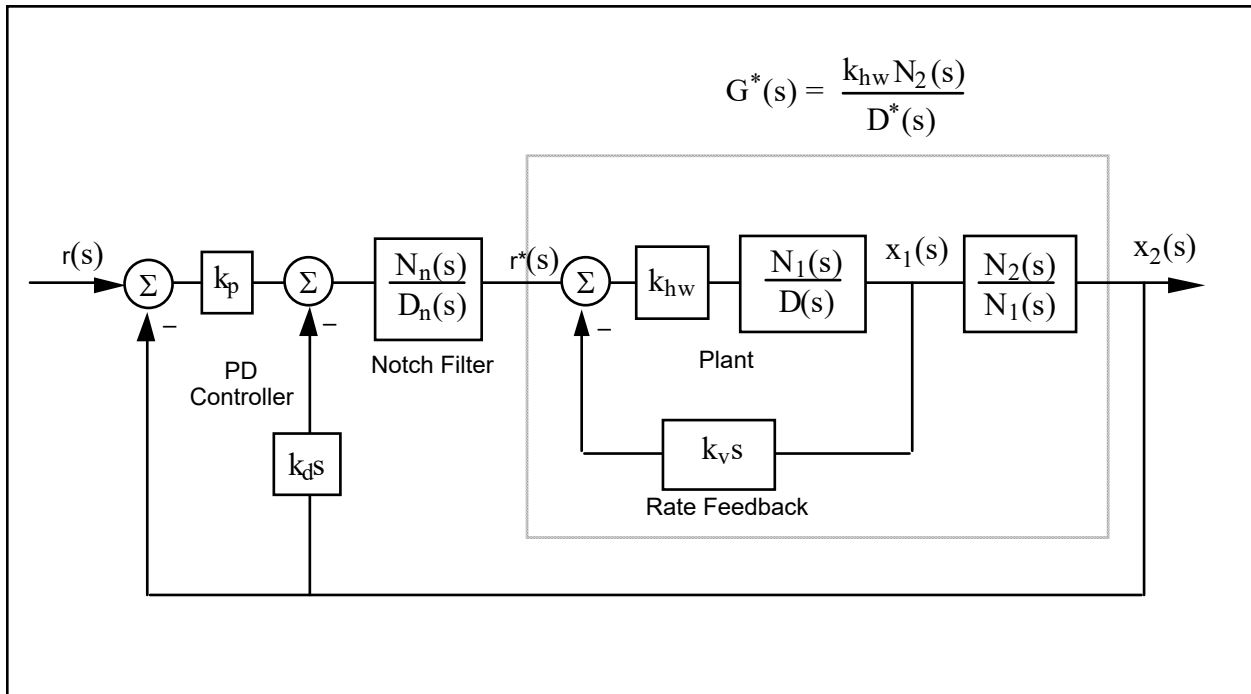 G*(s) = k_hw N_2(s) / D*(s)
r(s)
Σ
k_p
Σ
N_n(s) / D_n(s)
r*(s)
Σ
k_hw
N_1(s) / D(s)
x_1(s)
N_2(s) / N_1(s)
x_2(s)
−
−
−
PD
Controller
Notch Filter
Plant
k_d s
k_v s
Rate Feedback